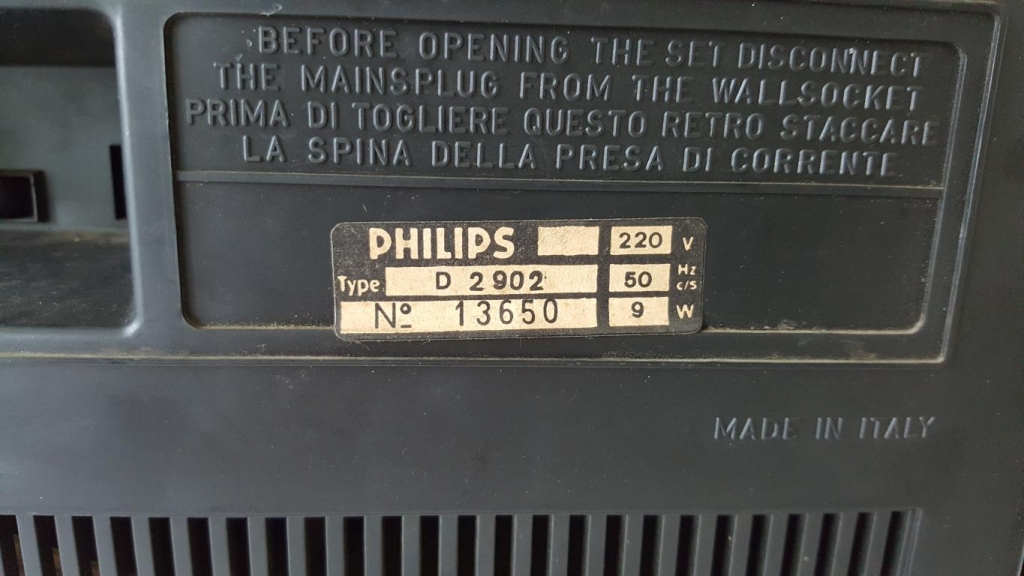 BEFORE OPENING THE SET DISCONNECT
THE MAINSPLUG FROM THE WALLSOCKET
PRIMA DI TOGLIERE QUESTO RETRO STACCARE
LA SPINA DELLA PRESA DI CORRENTE
PHILIPS 220 V
Type D 2902 50 Hz c/s
Nº 13650 9 W
MADE IN ITALY